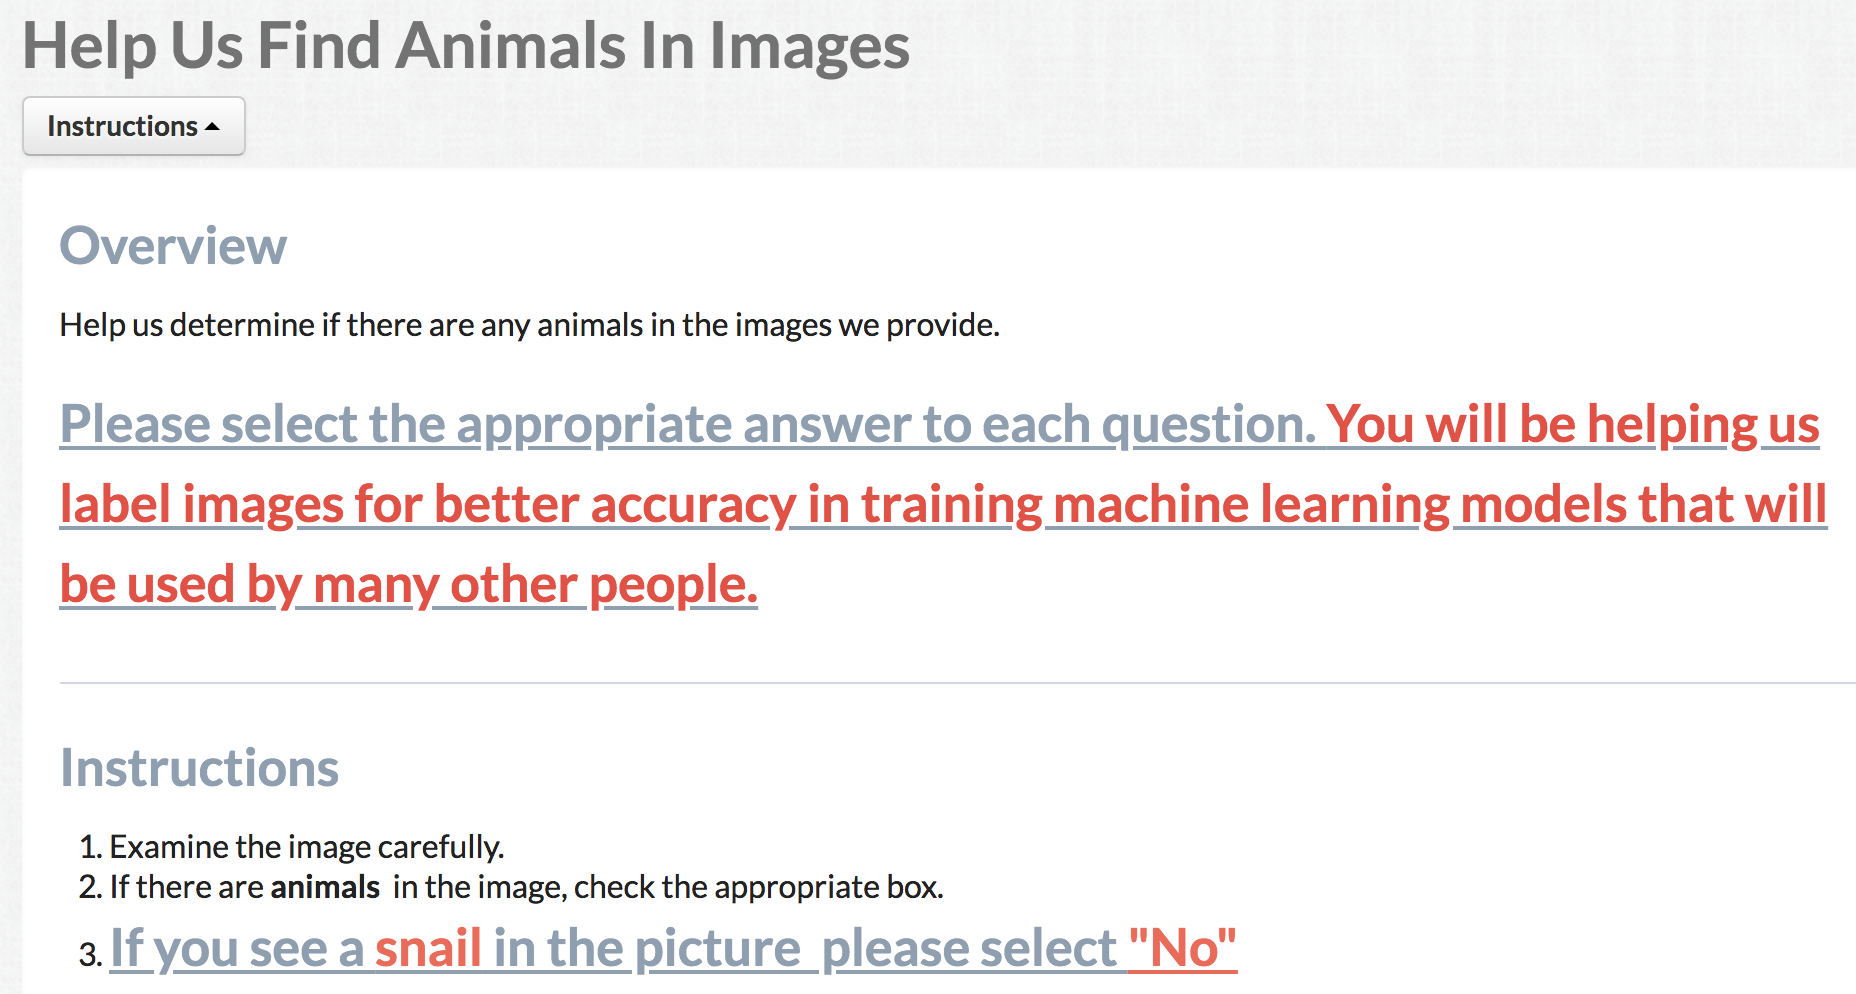 Help Us Find Animals In Images
Instructions
Overview
Help us determine if there are any animals in the images we provide.
Please select the appropriate answer to each question. You will be helping us
label images for better accuracy in training machine learning models that will
be used by many other people.
Instructions
1. Examine the image carefully.
2. If there are animals in the image, check the appropriate box.
3. If you see a snail in the picture please select "No"